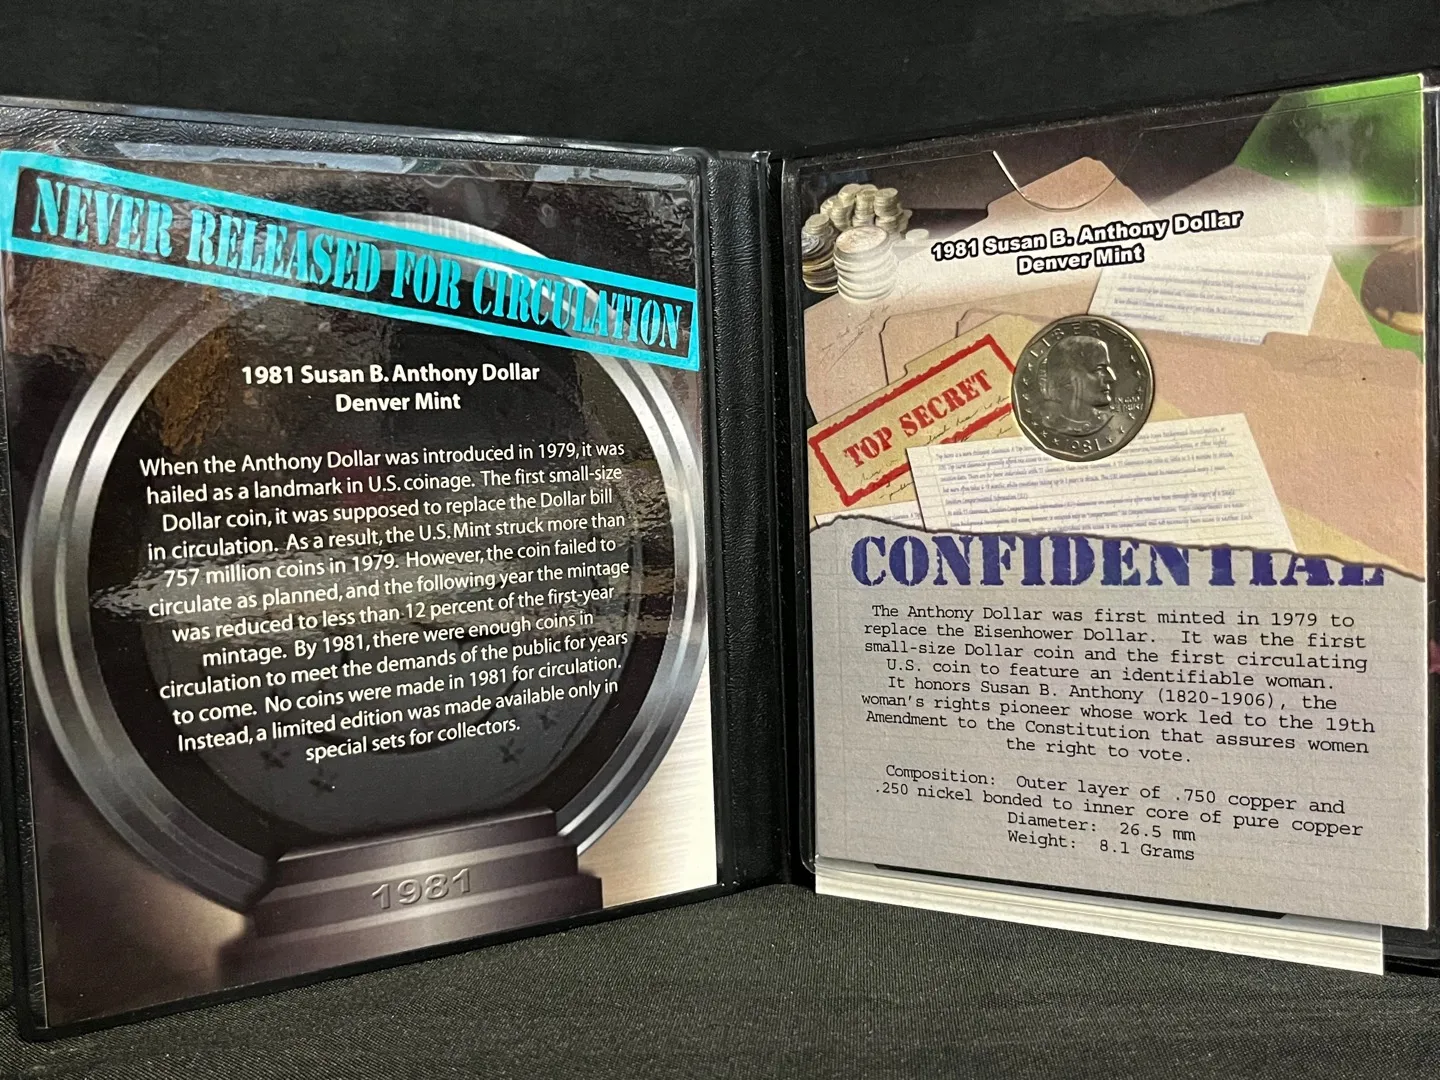 NEVER RELEASED FOR CIRCULATION
1981 Susan B. Anthony Dollar
Denver Mint
When the Anthony Dollar was introduced in 1979, it was
hailed as a landmark in U.S. coinage. The first small-size
Dollar coin, it was supposed to replace the Dollar bill
in circulation. As a result, the U.S. Mint struck more than
757 million coins in 1979. However, the coin failed to
circulate as planned, and the following year the mintage
was reduced to less than 12 percent of the first-year
mintage. By 1981, there were enough coins in
circulation to meet the demands of the public for years
to come. No coins were made in 1981 for circulation.
Instead, a limited edition was made available only in
special sets for collectors.
1981
1981 Susan B. Anthony Dollar
Denver Mint
LIBERTY
IN GOD
WE TRUST
1981
TOP SECRET
CONFIDENTIAL
The Anthony Dollar was first minted in 1979 to
replace the Eisenhower Dollar. It was the first
small-size Dollar coin and the first circulating
U.S. coin to feature an identifiable woman.
It honors Susan B. Anthony (1820-1906), the
woman's rights pioneer whose work led to the 19th
Amendment to the Constitution that assures women
the right to vote.
Composition: Outer layer of .750 copper and
.250 nickel bonded to inner core of pure copper
Diameter: 26.5 mm
Weight: 8.1 Grams